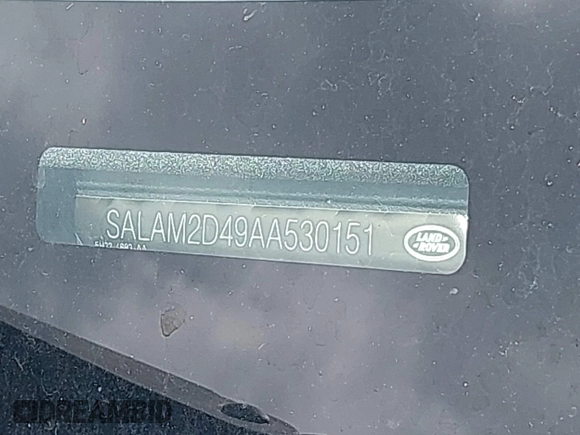 SALAM2D49AA530151
LAND
ROVER
DREAMBID